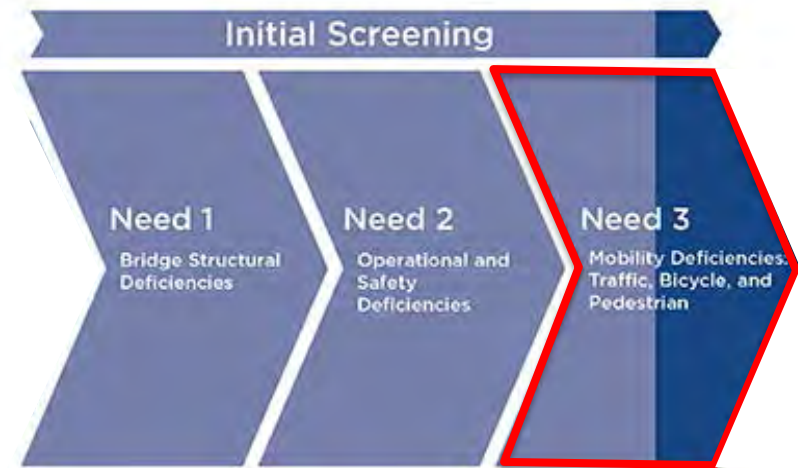 Initial Screening
Need 1
Bridge Structural
Deficiencies
Need 2
Operational and
Safety
Deficiencies
Need 3
Mobility Deficiencies:
Traffic, Bicycle, and
Pedestrian